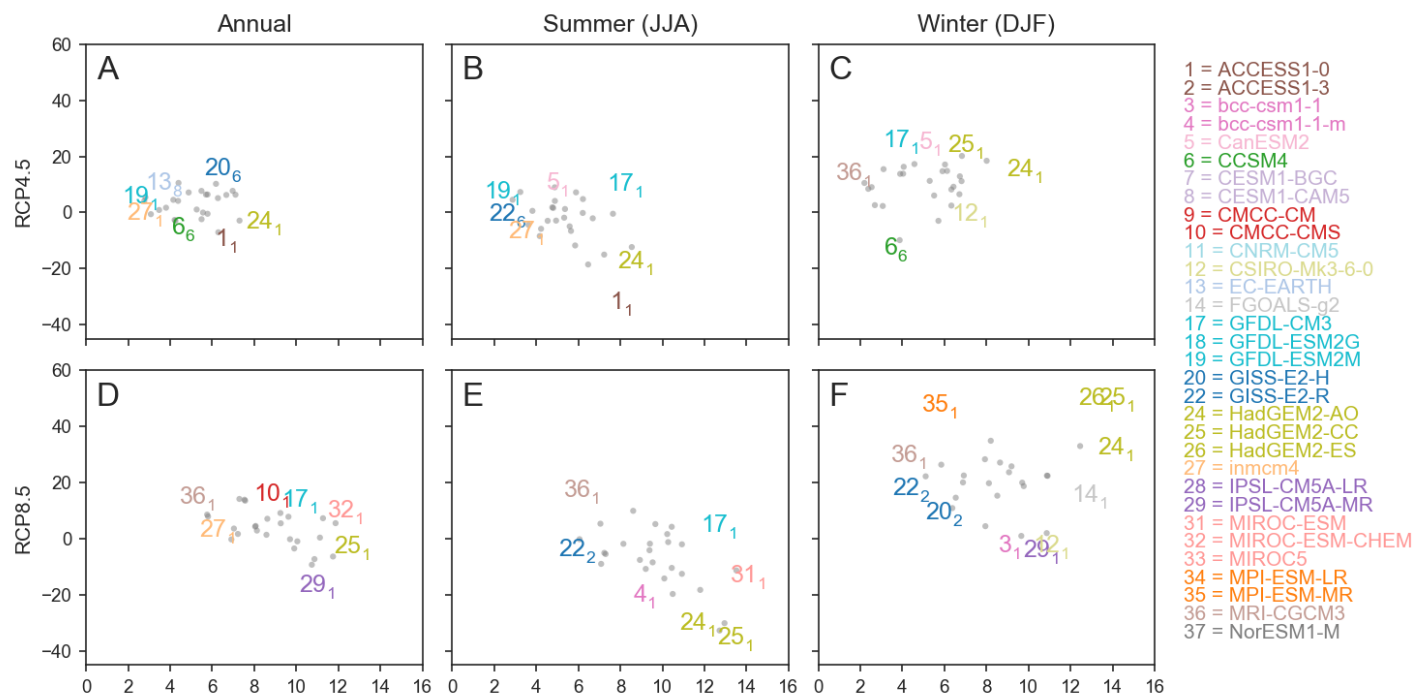 Annual
Summer (JJA)
Winter (DJF)
RCP4.5
60
40
20
0
−20
−40
A
13 8
20 6
19 1
27 1
6 6
1 1
24 1
B
19 1
22 6
27 1
5 1
17 1
24 1
1 1
C
36 1
17 1
5 1
25 1
24 1
12 1
6 6
RCP8.5
60
40
20
0
−20
−40
D
36 1
27 1
10 1
17 1
32 1
25 1
29 1
E
36 1
22 2
17 1
31 1
4 1
24 1
25 1
F
35 1
26 1
25 1
36 1
24 1
22 2
20 2
14 1
3 1
29 1
12 1
0 2 4 6 8 10 12 14 16
0 2 4 6 8 10 12 14 16
0 2 4 6 8 10 12 14 16
1 = ACCESS1-0
2 = ACCESS1-3
3 = bcc-csm1-1
4 = bcc-csm1-1-m
5 = CanESM2
6 = CCSM4
7 = CESM1-BGC
8 = CESM1-CAM5
9 = CMCC-CM
10 = CMCC-CMS
11 = CNRM-CM5
12 = CSIRO-Mk3-6-0
13 = EC-EARTH
14 = FGOALS-g2
17 = GFDL-CM3
18 = GFDL-ESM2G
19 = GFDL-ESM2M
20 = GISS-E2-H
22 = GISS-E2-R
24 = HadGEM2-AO
25 = HadGEM2-CC
26 = HadGEM2-ES
27 = inmcm4
28 = IPSL-CM5A-LR
29 = IPSL-CM5A-MR
31 = MIROC-ESM
32 = MIROC-ESM-CHEM
33 = MIROC5
34 = MPI-ESM-LR
35 = MPI-ESM-MR
36 = MRI-CGCM3
37 = NorESM1-M